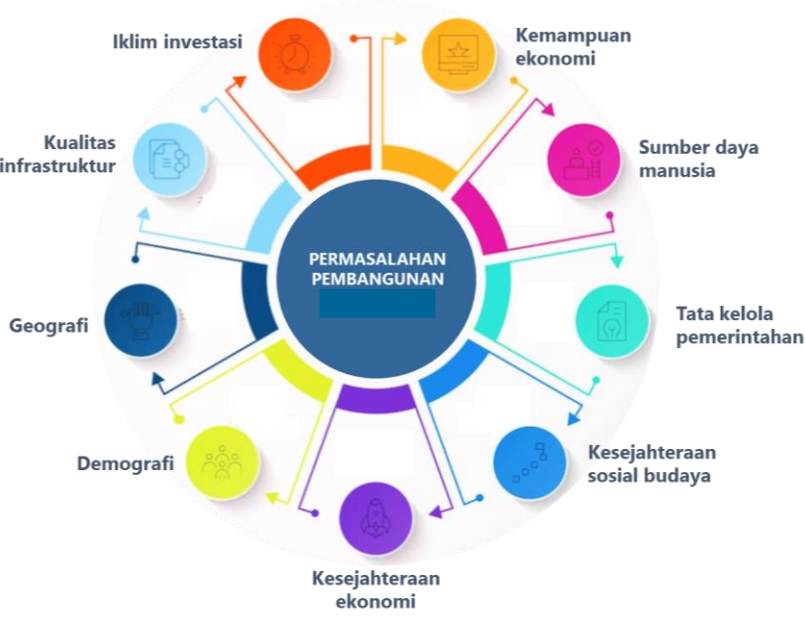 Iklim investasi
Kemampuan
ekonomi
Sumber daya
manusia
Tata kelola
pemerintahan
Kesejahteraan
sosial budaya
Kesejahteraan
ekonomi
Demografi
Geografi
Kualitas
infrastruktur
PERMASALAHAN
PEMBANGUNAN